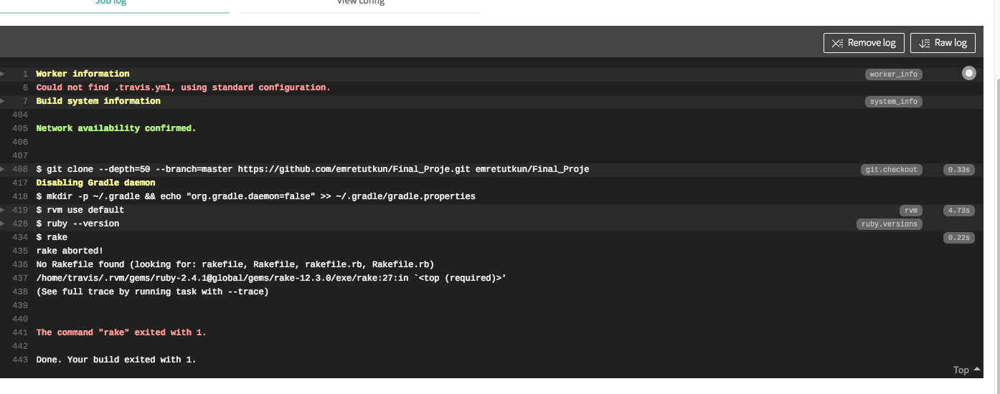 Job log View config
Remove log Raw log
1 Worker information worker_info
6 Could not find .travis.yml, using standard configuration.
7 Build system information system_info
404
405 Network availability confirmed.
406
407
408 $ git clone --depth=50 --branch=master https://github.com/emretutkun/Final_Proje.git emretutkun/Final_Proje git.checkout 0.33s
417 Disabling Gradle daemon
418 $ mkdir -p ~/.gradle && echo "org.gradle.daemon=false" >> ~/.gradle/gradle.properties
419 $ rvm use default rvm 4.73s
426 $ ruby --version ruby.versions
434 $ rake 0.22s
435 rake aborted!
436 No Rakefile found (looking for: rakefile, Rakefile, rakefile.rb, Rakefile.rb)
437 /home/travis/.rvm/gems/ruby-2.4.1@global/gems/rake-12.3.0/exe/rake:27:in `<top (required)>'
438 (See full trace by running task with --trace)
439
440
441 The command "rake" exited with 1.
442
443 Done. Your build exited with 1.
Top